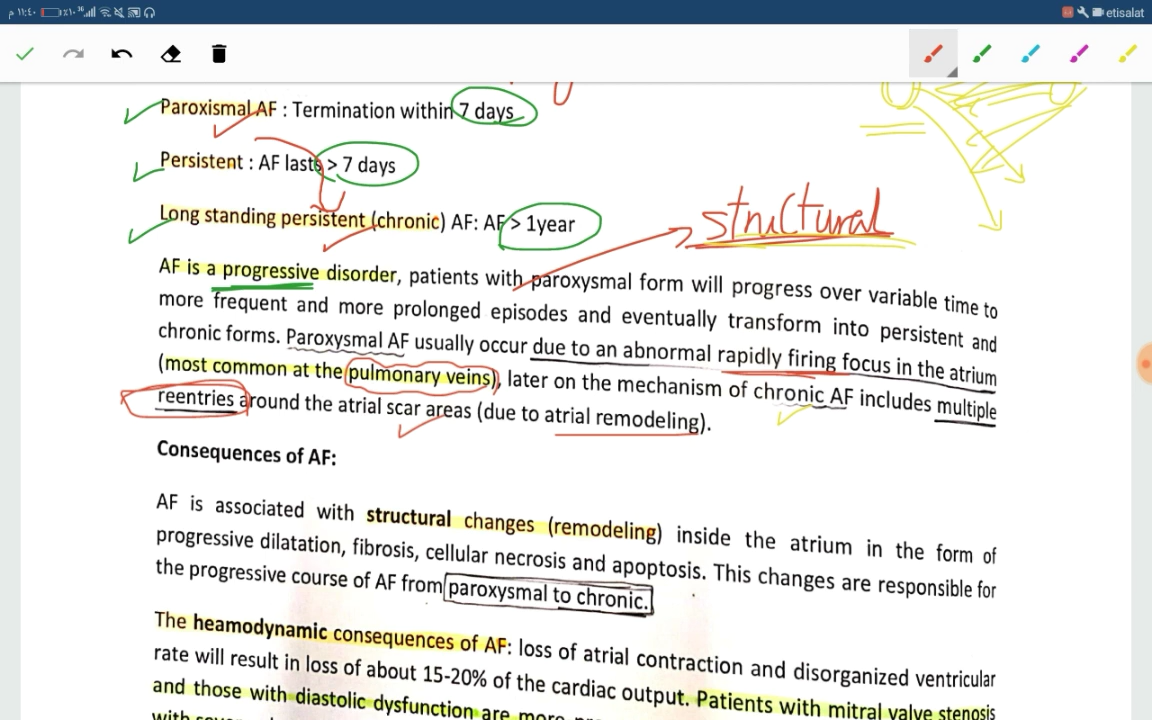 م ١١:٤٠
٪١٠
etisalat
Paroxismal AF : Termination within 7 days
Persistent : AF lasts > 7 days
Long standing persistent (chronic) AF: AF > 1year
structural
AF is a progressive disorder, patients with paroxysmal form will progress over variable time to
more frequent and more prolonged episodes and eventually transform into persistent and
chronic forms. Paroxysmal AF usually occur due to an abnormal rapidly firing focus in the atrium
(most common at the pulmonary veins), later on the mechanism of chronic AF includes multiple
reentries around the atrial scar areas (due to atrial remodeling).
Consequences of AF:
AF is associated with structural changes (remodeling) inside the atrium in the form of
progressive dilatation, fibrosis, cellular necrosis and apoptosis. This changes are responsible for
the progressive course of AF from paroxysmal to chronic.
The heamodynamic consequences of AF: loss of atrial contraction and disorganized ventricular
rate will result in loss of about 15-20% of the cardiac output. Patients with mitral valve stenosis
and those with diastolic dysfunction are more